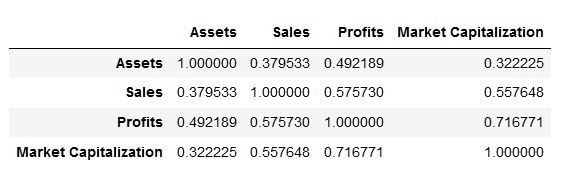 Assets Sales Profits Market Capitalization
Assets 1.000000 0.379533 0.492189 0.322225
Sales 0.379533 1.000000 0.575730 0.557648
Profits 0.492189 0.575730 1.000000 0.716771
Market Capitalization 0.322225 0.557648 0.716771 1.000000